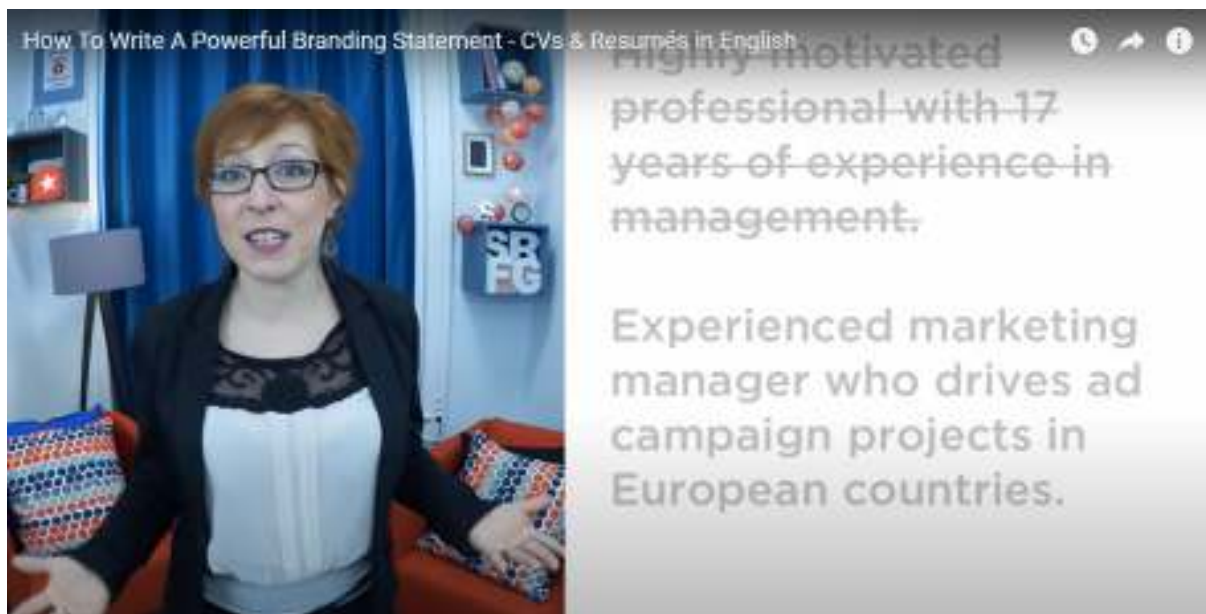 How To Write A Powerful Branding Statement - CVs & Resumés in English
Highly motivated
professional with 17
years of experience in
management.
SB
FG
Experienced marketing
manager who drives ad
campaign projects in
European countries.